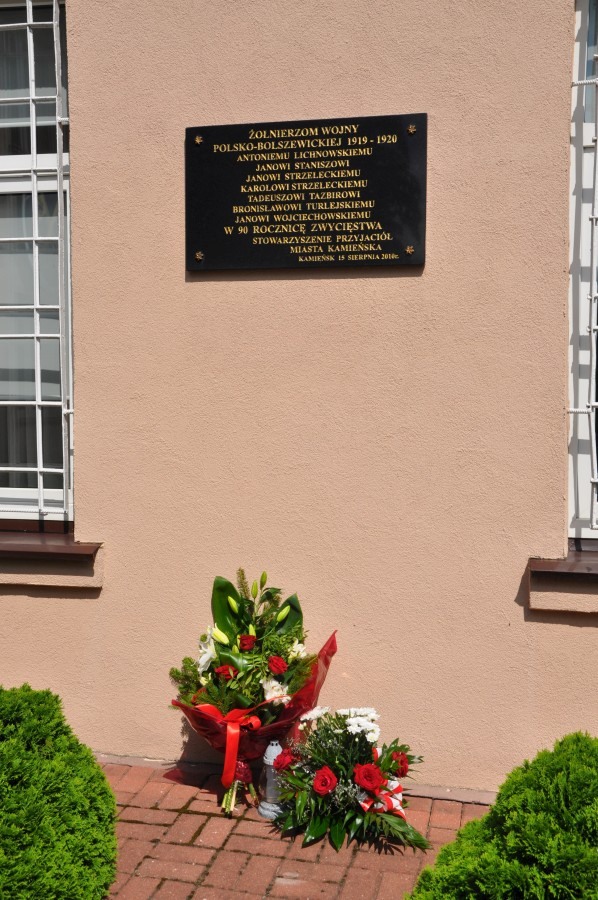 ŻOŁNIERZOM WOJNY
POLSKO-BOLSZEWICKIEJ 1919 - 1920
ANTONIEMU LICHNOWSKIEMU
JANOWI STANISZOWI
JANOWI STRZELECKIEMU
KAROLOWI STRZELECKIEMU
TADEUSZOWI TAZBIROWI
BRONISŁAWOWI TURLEJSKIEMU
JANOWI WOJCIECHOWSKIEMU
W 90 ROCZNICĘ ZWYCIĘSTWA
STOWARZYSZENIE PRZYJACIÓŁ
MIASTA KAMIEŃSKA
KAMIEŃSK 15 SIERPNIA 2010r.